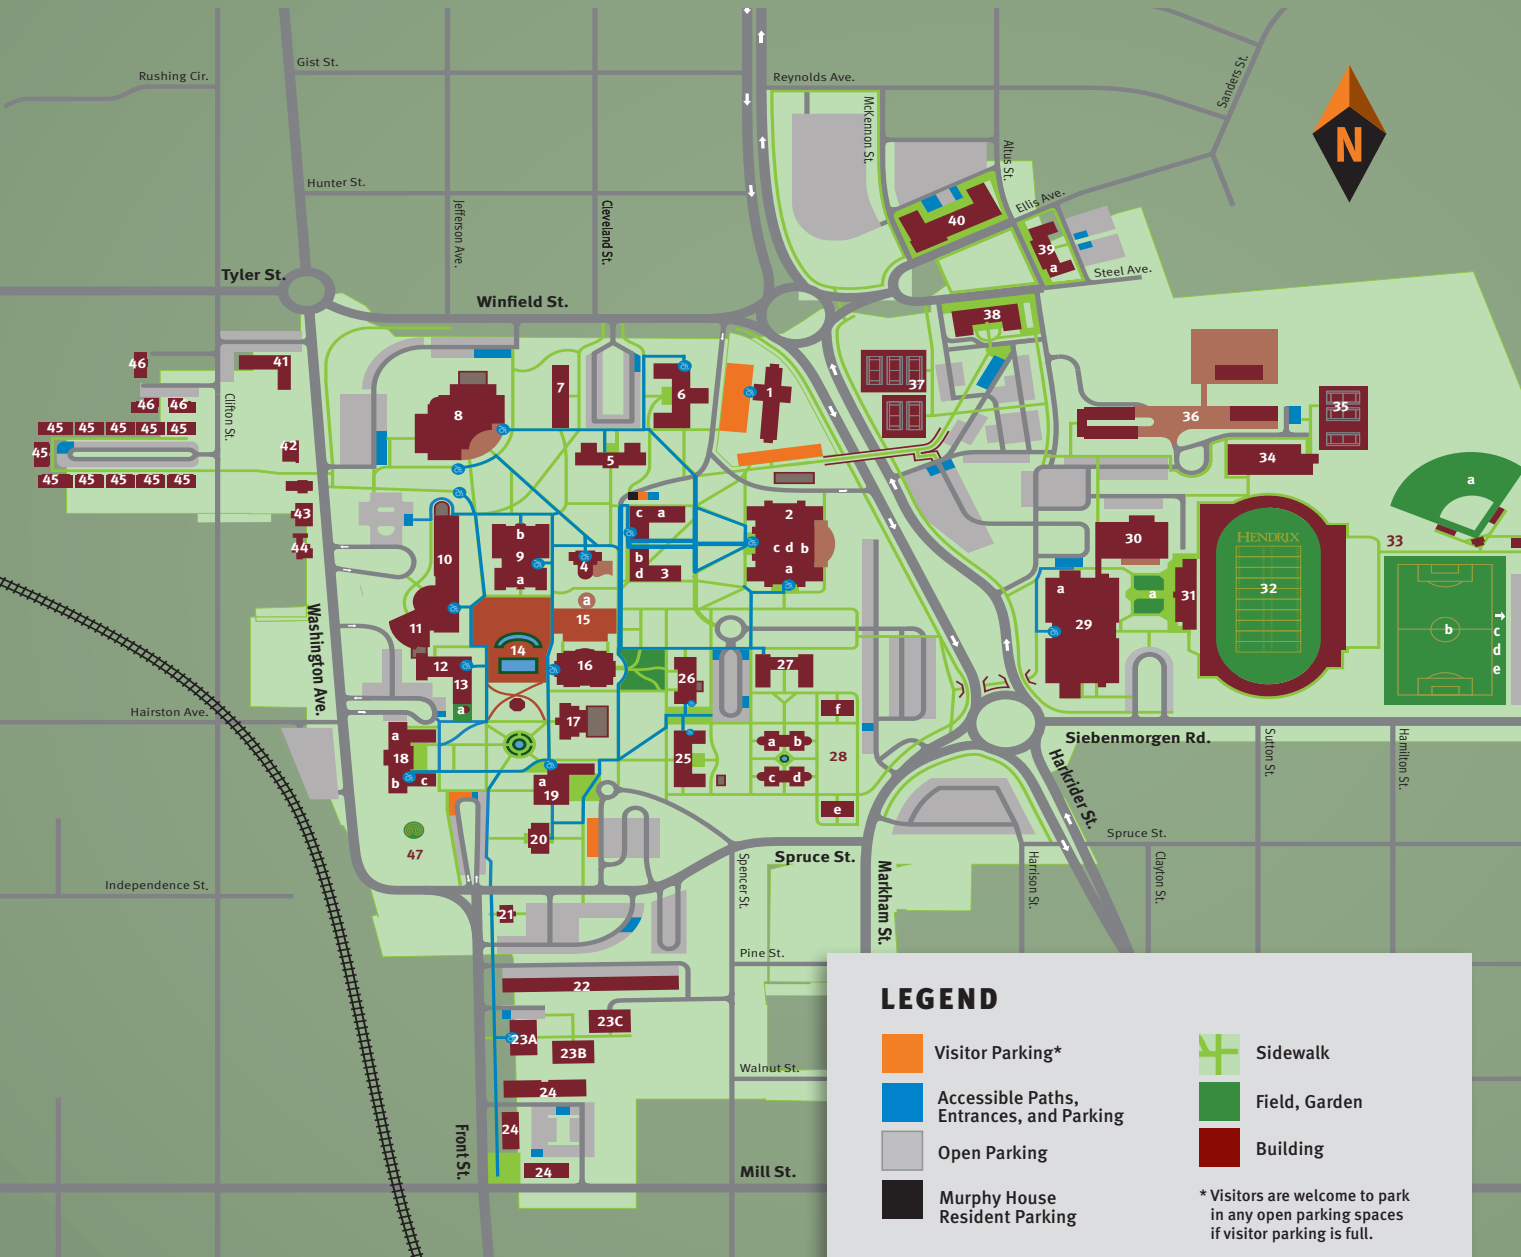 Gist St.
Rushing Cir.
Reynolds Ave.
Sanders St.
McKennon St.
N
Altus St.
Hunter St.
Ellis Ave.
Jefferson Ave.
Cleveland St.
40
39
a
Tyler St.
Steel Ave.
Winfield St.
38
46
41
37
7
6
1
8
35
46
46
36
Clifton St.
45
45
45
45
45
42
45
5
34
45
45
45
45
45
a
43
c
a
2
44
b
10
9
4
b
c
d
b
30
HENDRIX
33
a
d
3
a
32
a
a
31
a
15
29
11
14
b
c
d
e
12
16
26
27
13
Washington Ave.
a
Hairston Ave.
17
f
a
a
b
18
25
28
Siebenmorgen Rd.
Sutton St.
Hamilton St.
b
c
a
19
c
d
Harkrider St.
e
47
20
Spruce St.
Spruce St.
Independence St.
Spencer St.
Markham St.
Harrison St.
Clayton St.
21
Pine St.
22
23C
23A
23B
Walnut St.
24
24
Front St.
24
Mill St.
LEGEND
Visitor Parking*
Accessible Paths,
Entrances, and Parking
Open Parking
Murphy House
Resident Parking
Sidewalk
Field, Garden
Building
* Visitors are welcome to park
in any open parking spaces
if visitor parking is full.